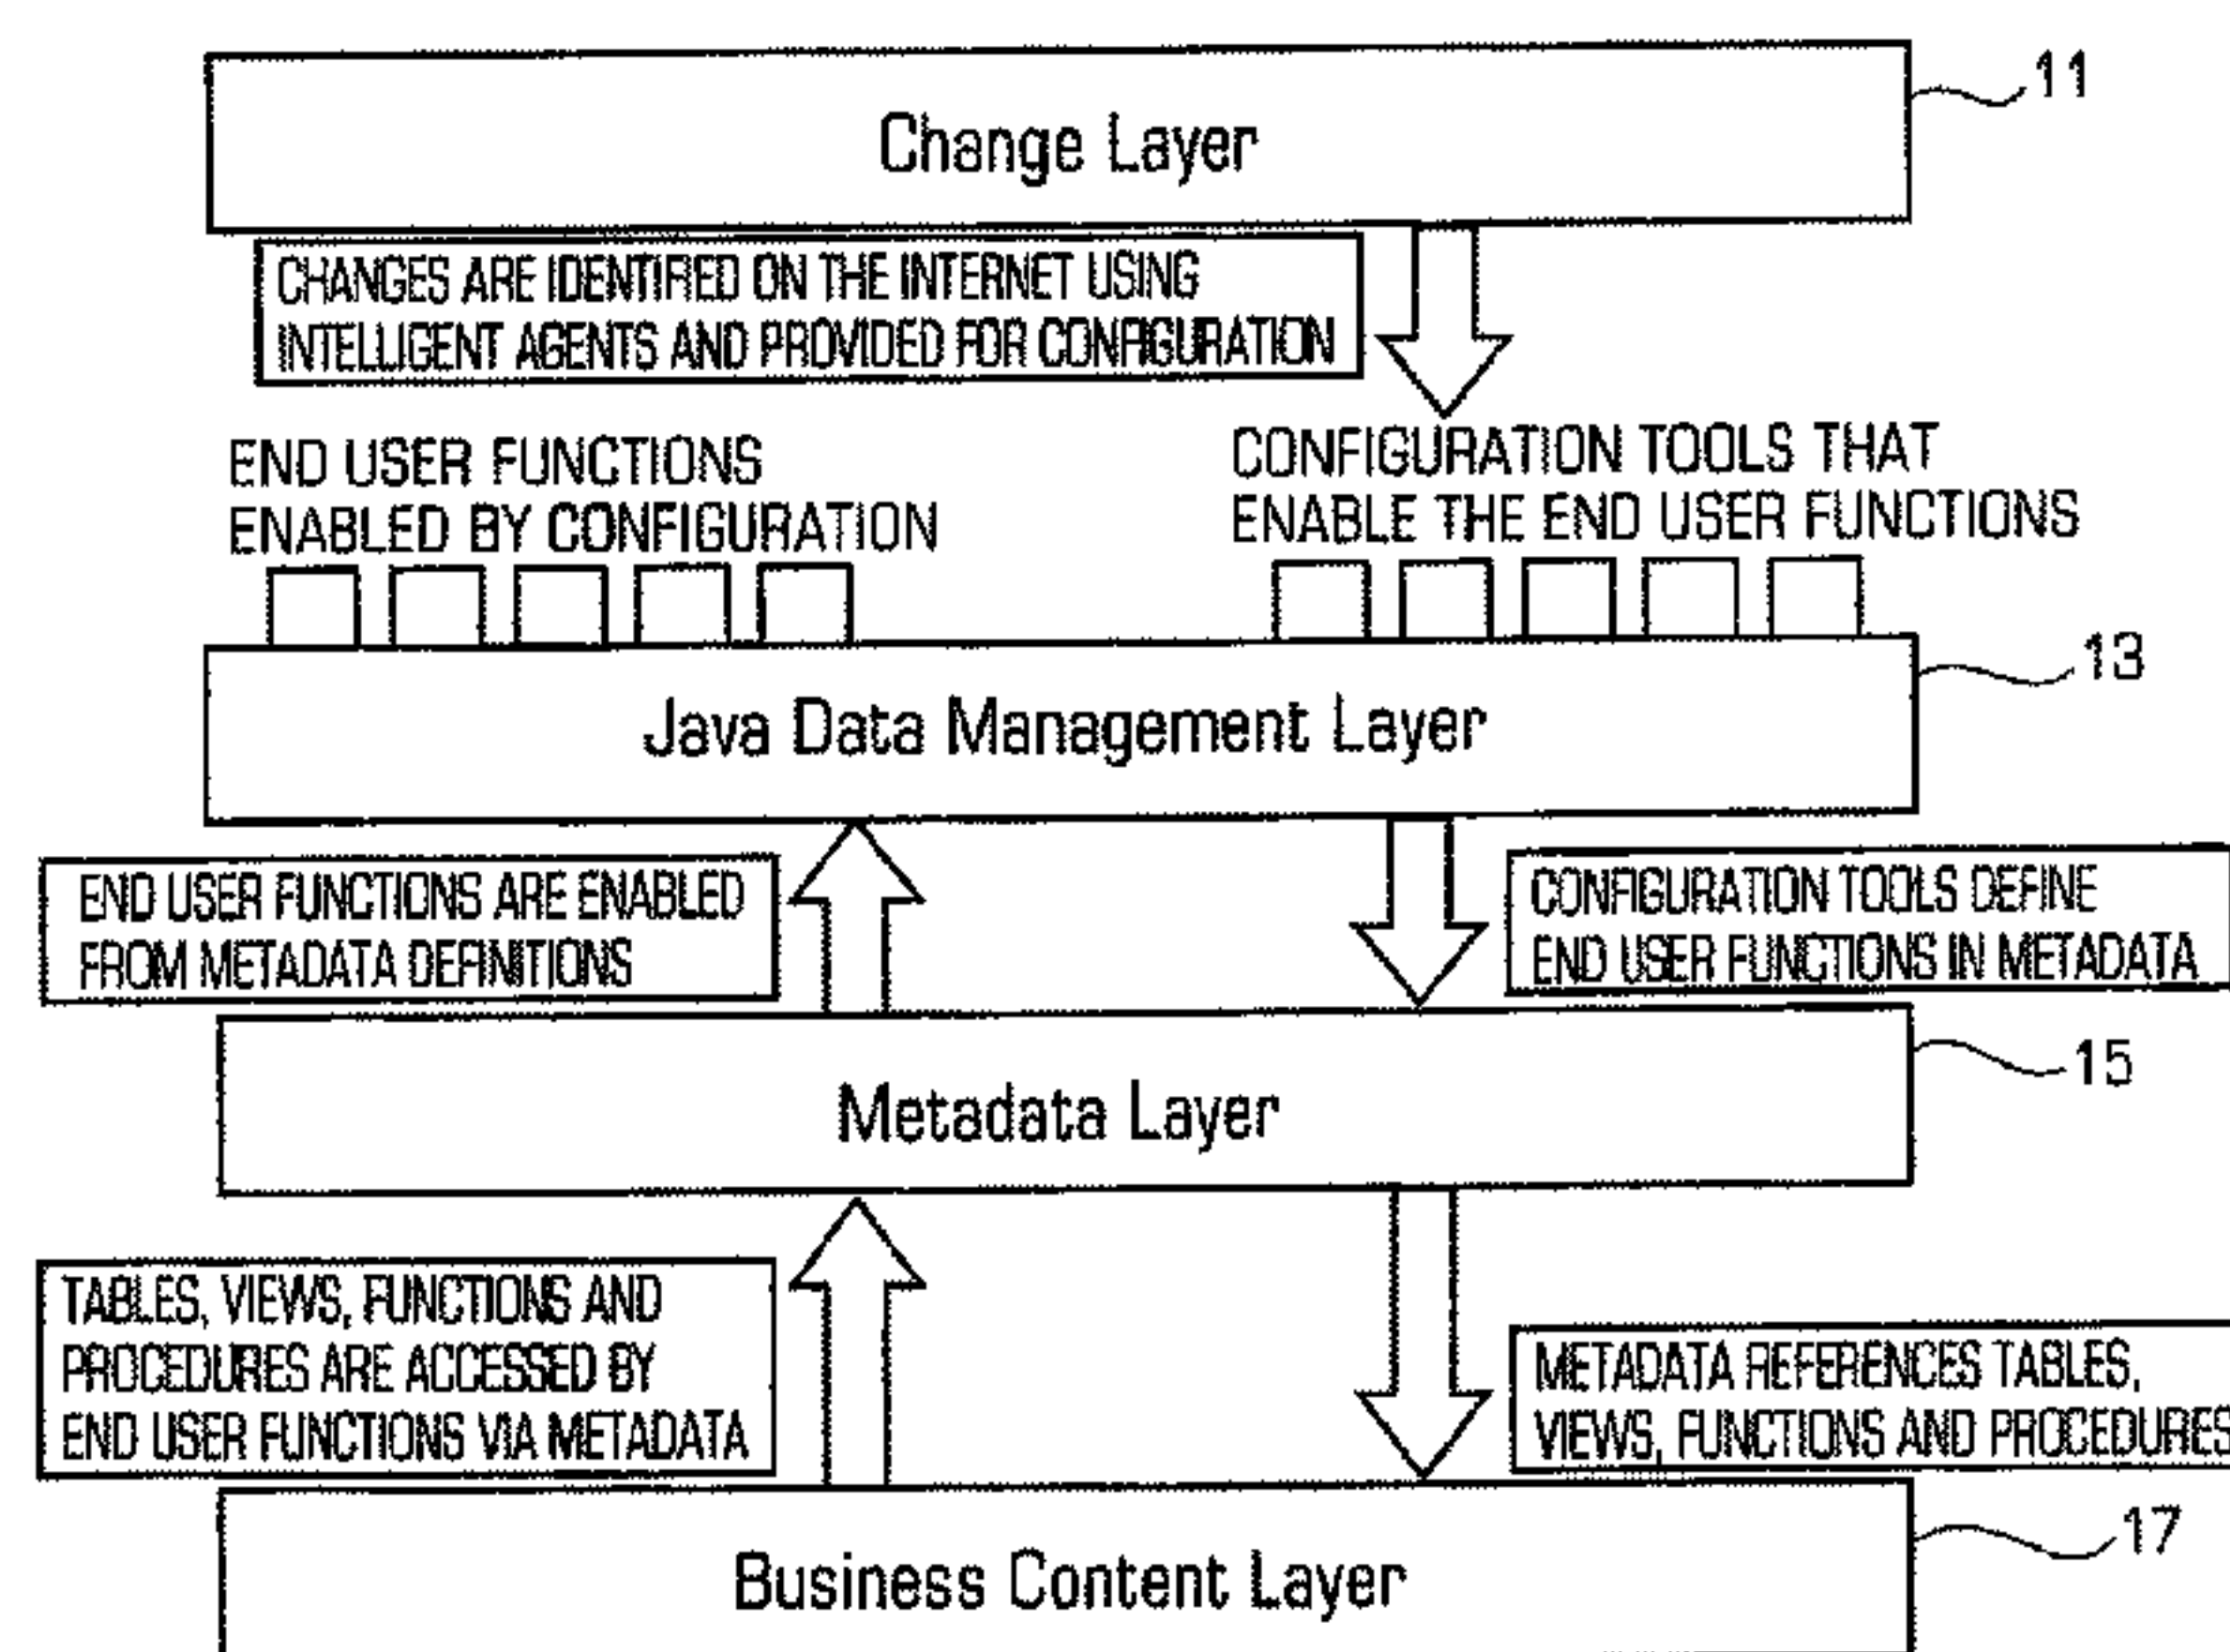 11
Change Layer
CHANGES ARE IDENTIFIED ON THE INTERNET USING
INTELLIGENT AGENTS AND PROVIDED FOR CONFIGURATION
END USER FUNCTIONS
ENABLED BY CONFIGURATION
CONFIGURATION TOOLS THAT
ENABLE THE END USER FUNCTIONS
13
Java Data Management Layer
END USER FUNCTIONS ARE ENABLED
FROM METADATA DEFINITIONS
CONFIGURATION TOOLS DEFINE
END USER FUNCTIONS IN METADATA
15
Metadata Layer
TABLES, VIEWS, FUNCTIONS AND
PROCEDURES ARE ACCESSED BY
END USER FUNCTIONS VIA METADATA
METADATA REFERENCES TABLES,
VIEWS, FUNCTIONS AND PROCEDURES
17
Business Content Layer